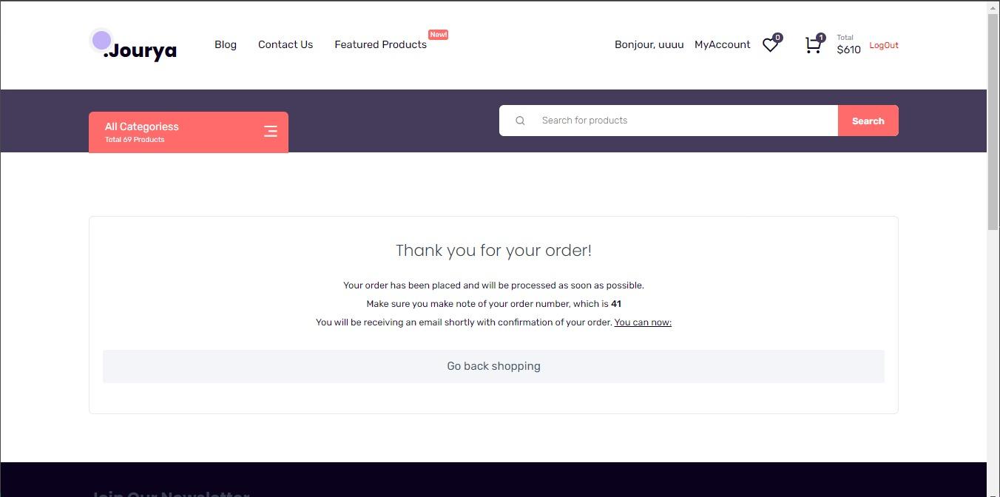 .Jourya
Blog
Contact Us
Featured Products
New!
Bonjour, uuuu
MyAccount
0
1
Total
$610
LogOut
All Categoriess
Total 69 Products
Search for products
Search
Thank you for your order!
Your order has been placed and will be processed as soon as possible.
Make sure you make note of your order number, which is 41
You will be receiving an email shortly with confirmation of your order. You can now:
Go back shopping
Join Our Newsletter